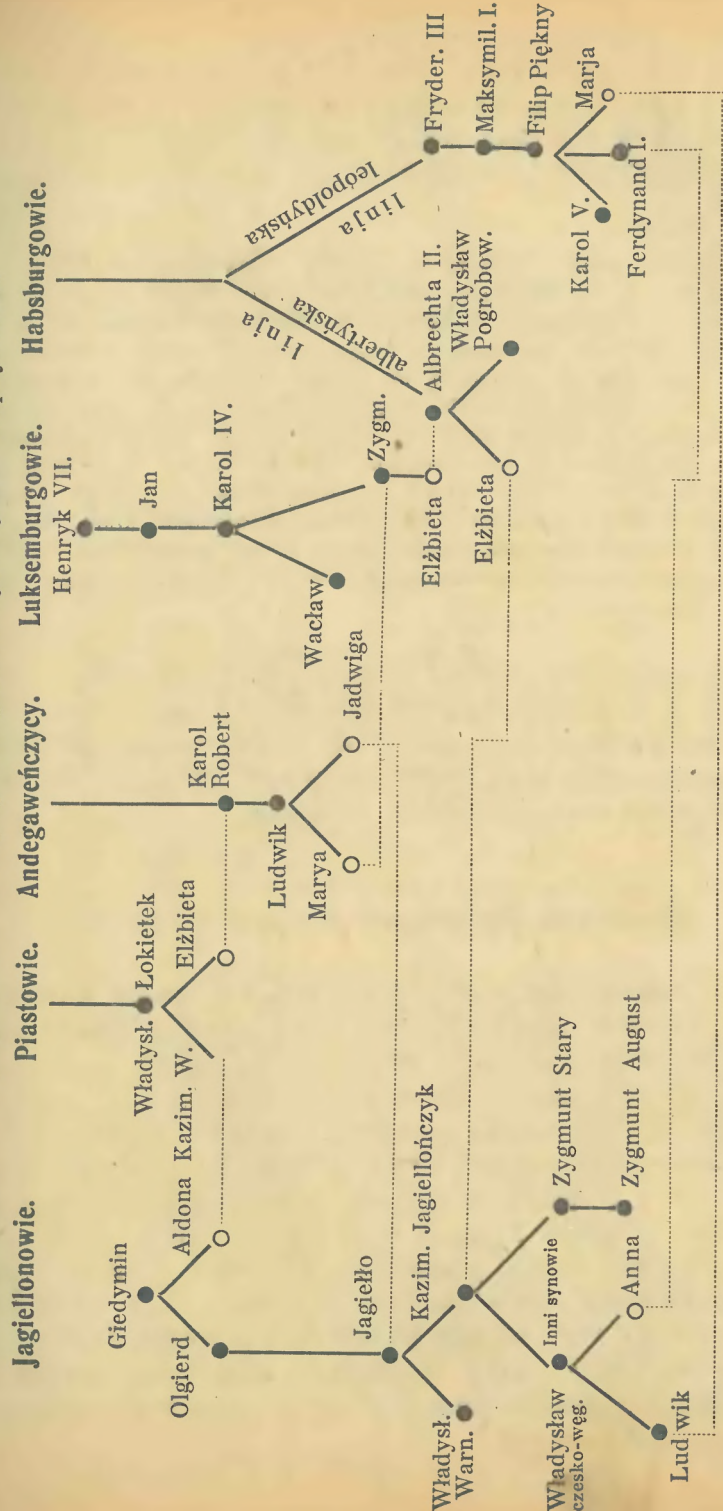 Jagiellonowie.
Giedymin
Olgierd
Aldona
Jagiełło
Władysł.
Warn.
Kazim. Jagiellończyk
Władysław
czesko-węg.
Inni synowie
Zygmunt Stary
Zygmunt August
Anna
Ludwik
Piastowie.
Władysł. Łokietek
Kazim. W.
Elżbieta
Andegaweńczycy.
Karol
Robert
Ludwik
Marya
Jadwiga
Luksemburgowie.
Henryk VII.
Jan
Karol IV.
Wacław
Zygm.
Elżbieta
Habsburgowie.
linja
albertyńska
linja
leopoldyńska
Albrechta II.
Władysław
Pogrobow.
Elżbieta
Fryder. III
Maksymil. I.
Filip Piękny
Karol V.
Ferdynand I.
Marja